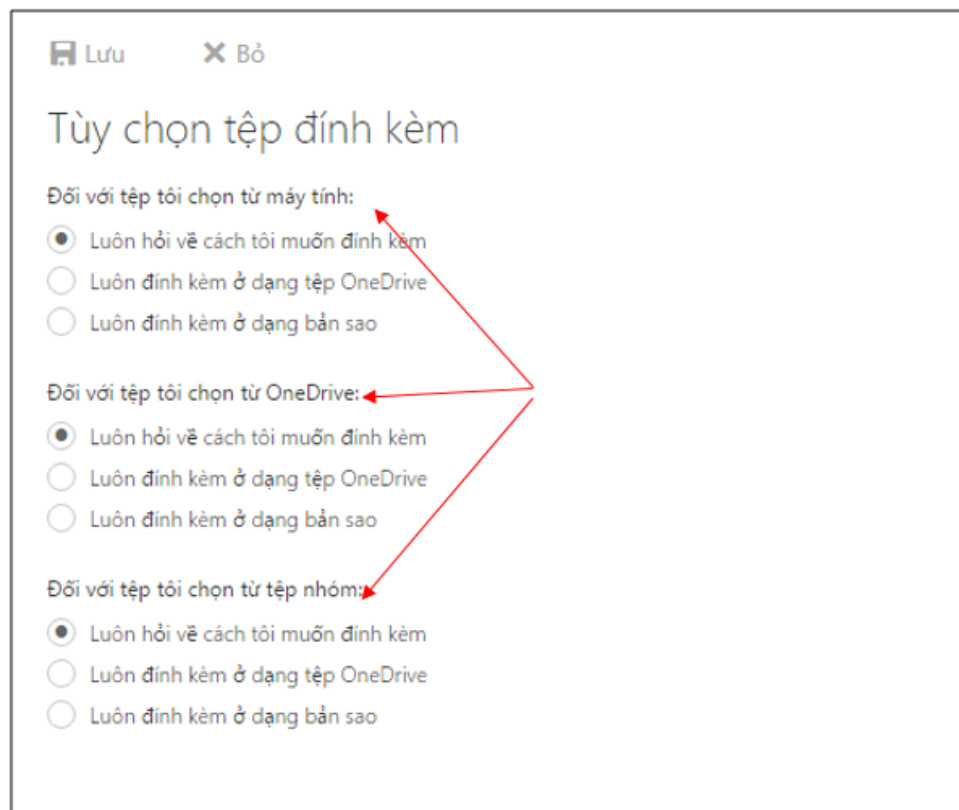 Lưu Bỏ
Tùy chọn tệp đính kèm
Đối với tệp tôi chọn từ máy tính:
Luôn hỏi về cách tôi muốn đính kèm
Luôn đính kèm ở dạng tệp OneDrive
Luôn đính kèm ở dạng bản sao
Đối với tệp tôi chọn từ OneDrive:
Luôn hỏi về cách tôi muốn đính kèm
Luôn đính kèm ở dạng tệp OneDrive
Luôn đính kèm ở dạng bản sao
Đối với tệp tôi chọn từ tệp nhóm:
Luôn hỏi về cách tôi muốn đính kèm
Luôn đính kèm ở dạng tệp OneDrive
Luôn đính kèm ở dạng bản sao